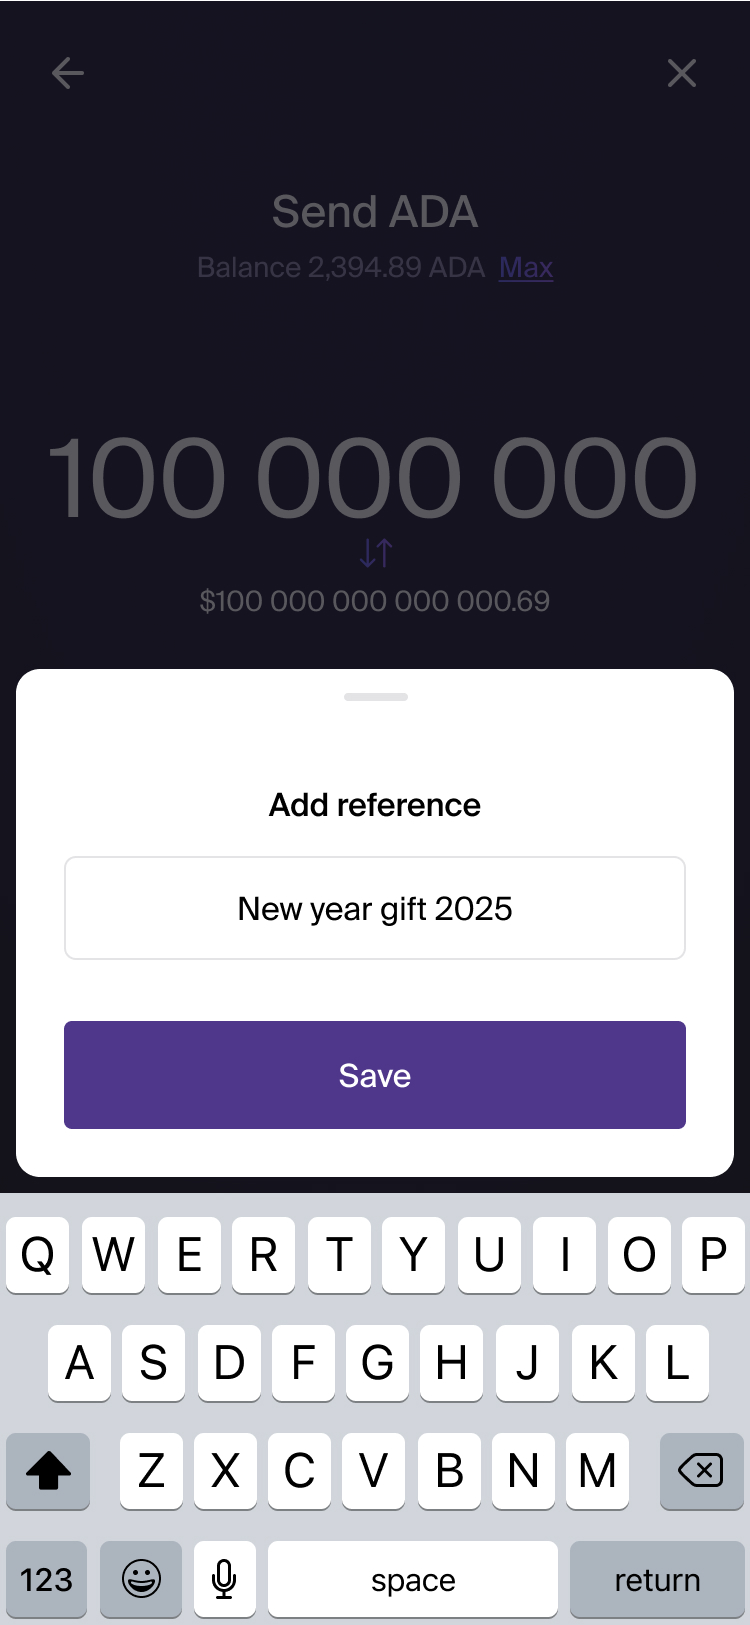 Send ADA
Balance 2,394.89 ADA Max
100 000 000
$100 000 000 000 000.69
Add reference
New year gift 2025
Save
Q W E R T Y U I O P
A S D F G H J K L
Z X C V B N M
123 space return